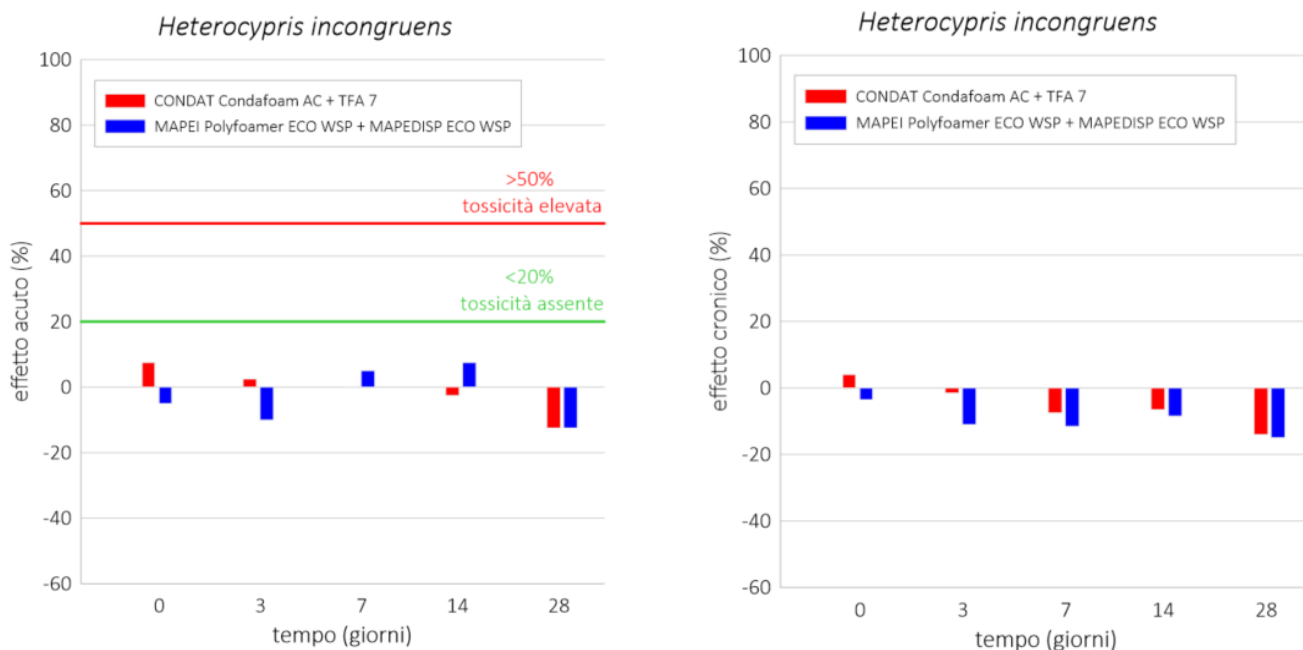 Heterocypris incongruens
100
80
60
40
20
0
-20
-40
-60
effetto acuto (%)
CONDAT Condafoam AC + TFA 7
MAPEI Polyfoamer ECO WSP + MAPEDISP ECO WSP
>50%
tossicità elevata
<20%
tossicità assente
0 3 7 14 28
tempo (giorni)
Heterocypris incongruens
100
80
60
40
20
0
-20
-40
-60
effetto cronico (%)
CONDAT Condafoam AC + TFA 7
MAPEI Polyfoamer ECO WSP + MAPEDISP ECO WSP
0 3 7 14 28
tempo (giorni)